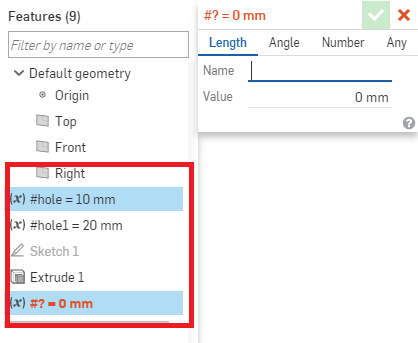 Features (9)
Filter by name or type
Default geometry
Origin
Top
Front
Right
(x) #hole = 10 mm
(x) #hole1 = 20 mm
Sketch 1
Extrude 1
(x) #? = 0 mm
#? = 0 mm
Length Angle Number Any
Name
Value 0 mm
?